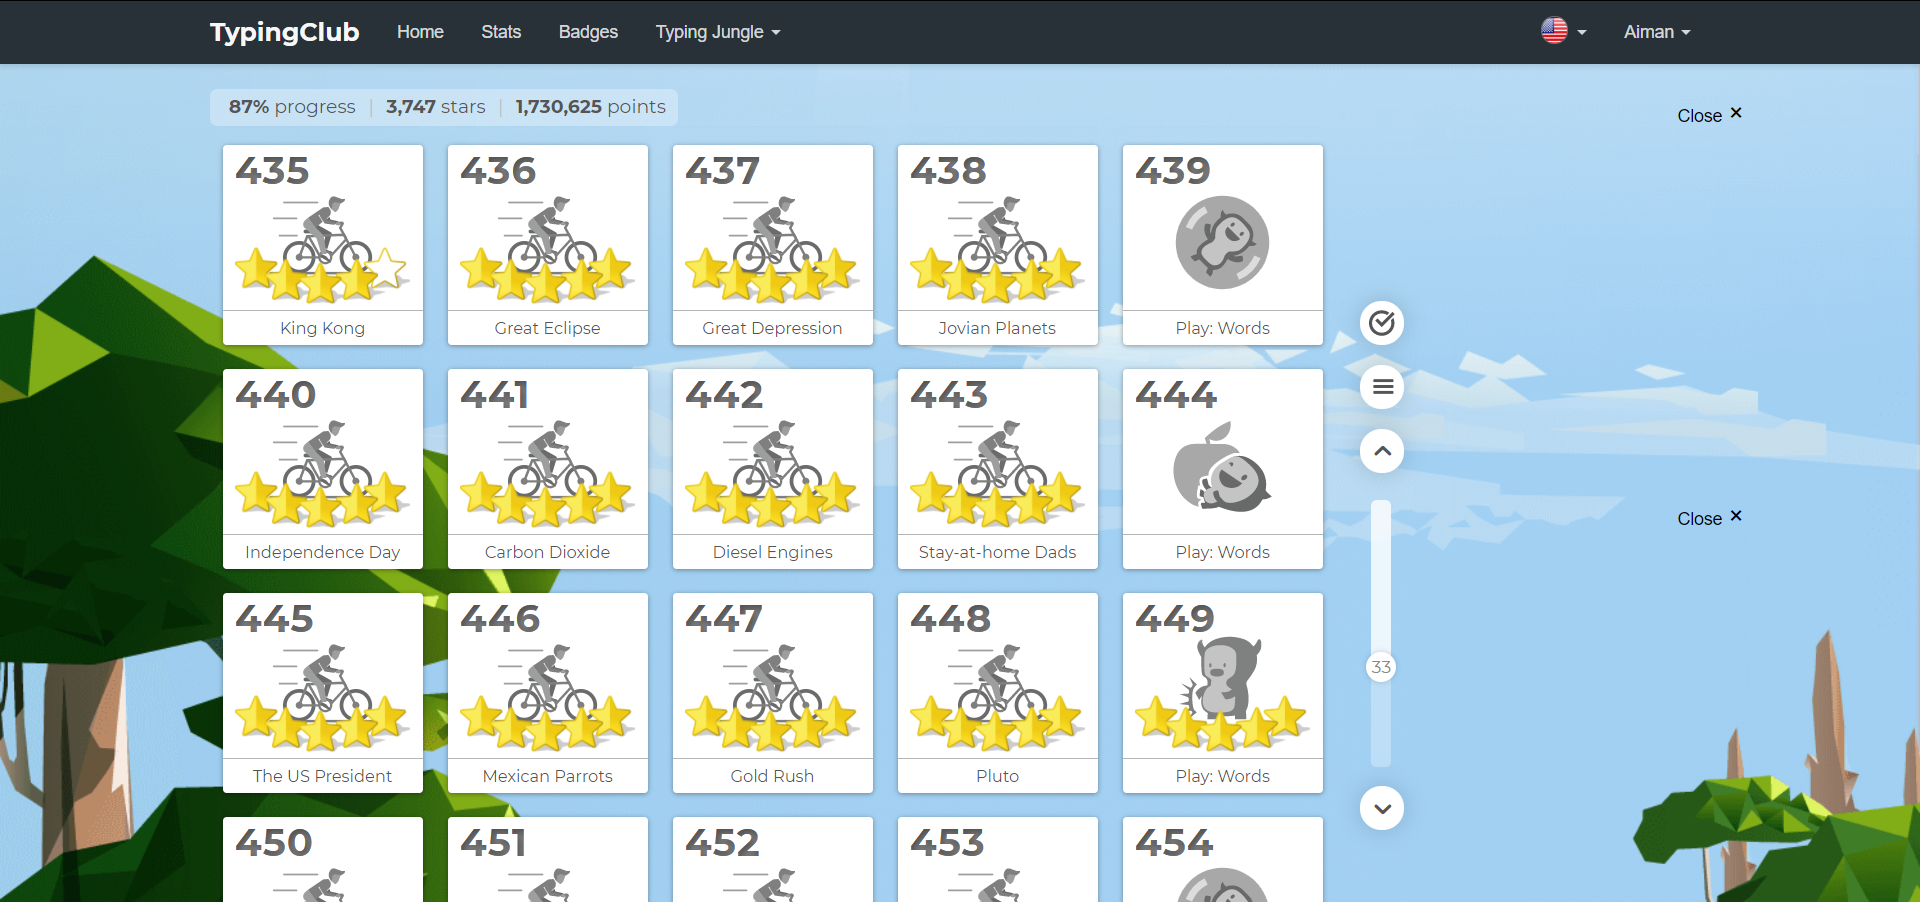 TypingClub Home Stats Badges Typing Jungle Aiman
87% progress | 3,747 stars | 1,730,625 points
Close ×
435 436 437 438 439
King Kong Great Eclipse Great Depression Jovian Planets Play: Words
440 441 442 443 444
Close ×
Independence Day Carbon Dioxide Diesel Engines Stay-at-home Dads Play: Words
445 446 447 448 449
33
The US President Mexican Parrots Gold Rush Pluto Play: Words
450 451 452 453 454